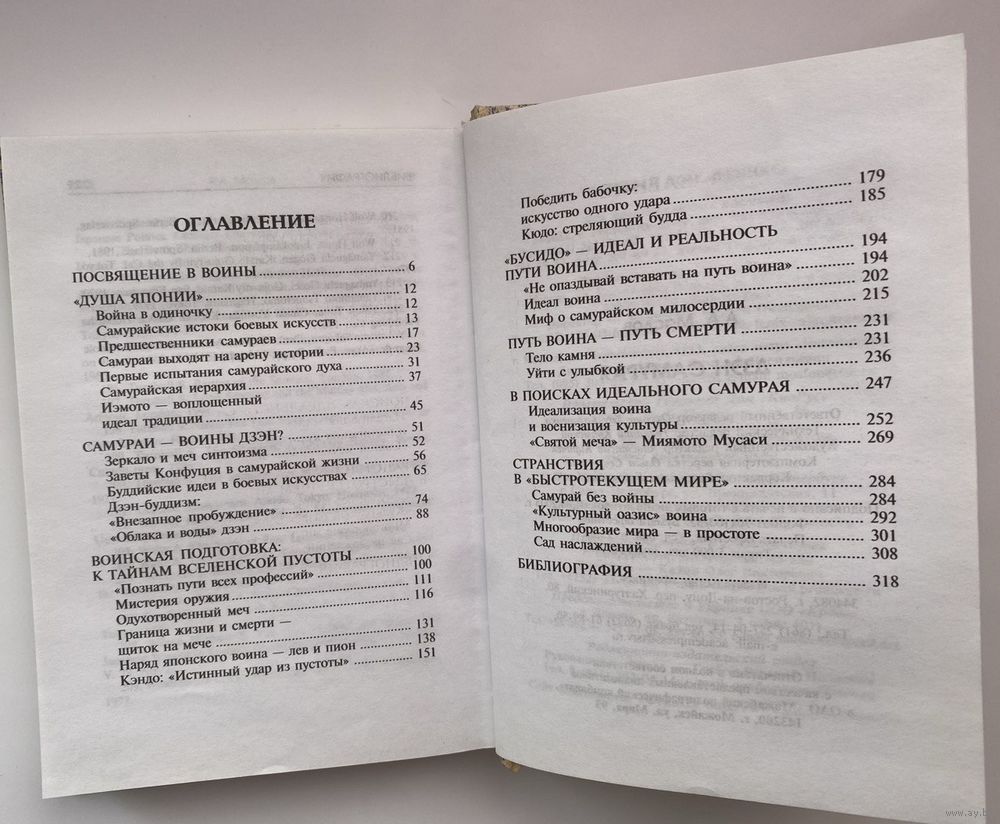 ОГЛАВЛЕНИЕ
ПОСВЯЩЕНИЕ В ВОИНЫ 6
«ДУША ЯПОНИИ» 12
Война в одиночку 12
Самурайские истоки боевых искусств 13
Предшественники самураев 17
Самураи выходят на арену истории 23
Первые испытания самурайского духа 31
Самурайская иерархия 37
Иэмото — воплощенный
идеал традиции 45
САМУРАИ — ВОИНЫ ДЗЭН? 51
Зеркало и меч синтоизма 52
Заветы Конфуция в самурайской жизни 56
Буддийские идеи в боевых искусствах 65
Дзэн-буддизм:
«Внезапное пробуждение» 74
«Облака и воды» дзэн 88
ВОИНСКАЯ ПОДГОТОВКА:
К ТАЙНАМ ВСЕЛЕНСКОЙ ПУСТОТЫ 100
«Познать пути всех профессий» 100
Мистерия оружия 111
Одухотворенный меч 116
Граница жизни и смерти —
щиток на мече 131
Наряд японского воина — лев и пион 138
Кэндо: «Истинный удар из пустоты» 151
Победить бабочку:
искусство одного удара 179
Кюдо: стреляющий будда 185
«БУСИДО» — ИДЕАЛ И РЕАЛЬНОСТЬ
ПУТИ ВОИНА 194
«Не опаздывай вставать на путь воина» 194
Идеал воина 202
Миф о самурайском милосердии 215
ПУТЬ ВОИНА — ПУТЬ СМЕРТИ 231
Тело камня 231
Уйти с улыбкой 236
В ПОИСКАХ ИДЕАЛЬНОГО САМУРАЯ 247
Идеализация воина
и военизация культуры 252
«Святой меча» — Миямото Мусаси 269
СТРАНСТВИЯ
В «БЫСТРОТЕКУЩЕМ МИРЕ» 284
Самурай без войны 284
«Культурный оазис» воина 292
Многообразие мира — в простоте 301
Сад наслаждений 308
БИБЛИОГРАФИЯ 318